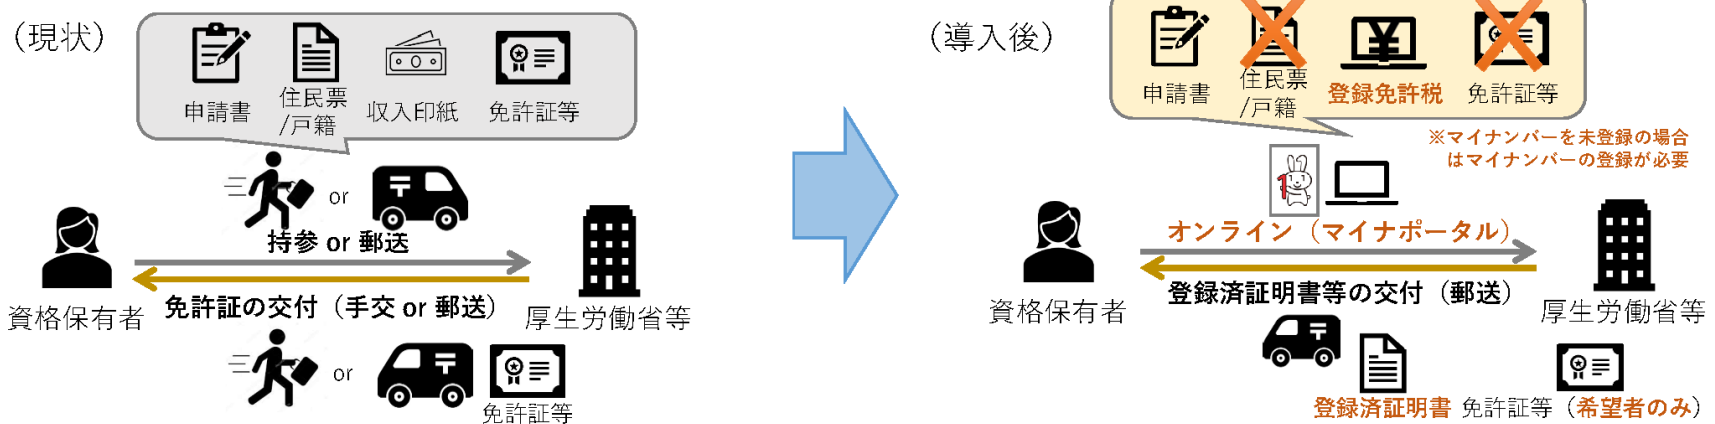 （現状）
申請書
住民票
/戸籍
収入印紙
免許証等
or
持参 or 郵送
資格保有者
免許証の交付（手交 or 郵送）
厚生労働省等
or
免許証等
（導入後）
申請書
住民票
/戸籍
登録免許税
免許証等
※マイナンバーを未登録の場合
はマイナンバーの登録が必要
オンライン（マイナポータル）
資格保有者
登録済証明書等の交付（郵送）
厚生労働省等
登録済証明書
免許証等（希望者のみ）